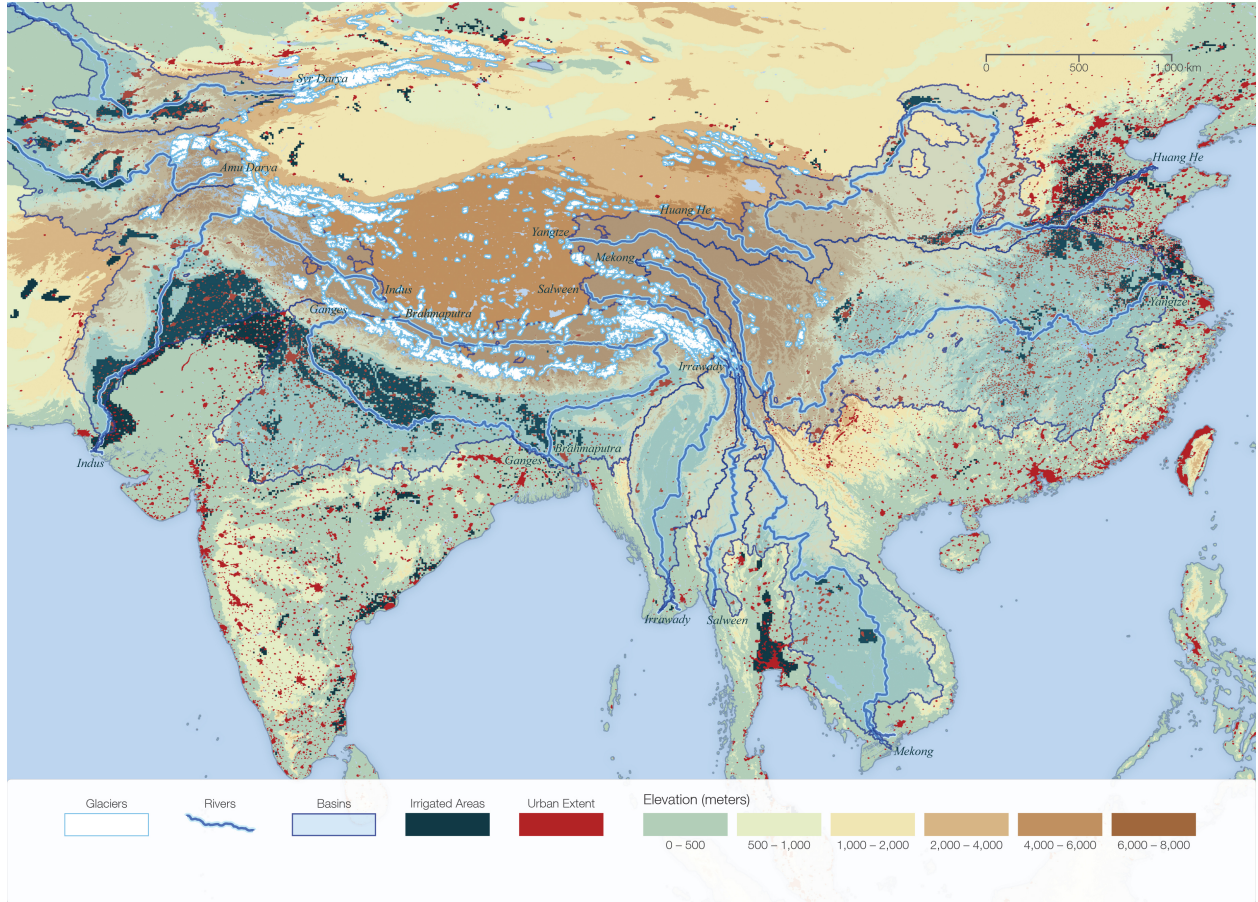 Syr Darya
0
500
1,000 km
Huang He
Amu Darya
Huang He
Yangtize
Mekong
Salween
Indus
Ganges
Brahmaputra
Yangtize
Irrawady
Brahmaputra
Ganges
Indus
Irrawady
Salween
Mekong
Glaciers
Rivers
Basins
Irrigated Areas
Urban Extent
Elevation (meters)
0 – 500
500 – 1,000
1,000 – 2,000
2,000 – 4,000
4,000 – 6,000
6,000 – 8,000